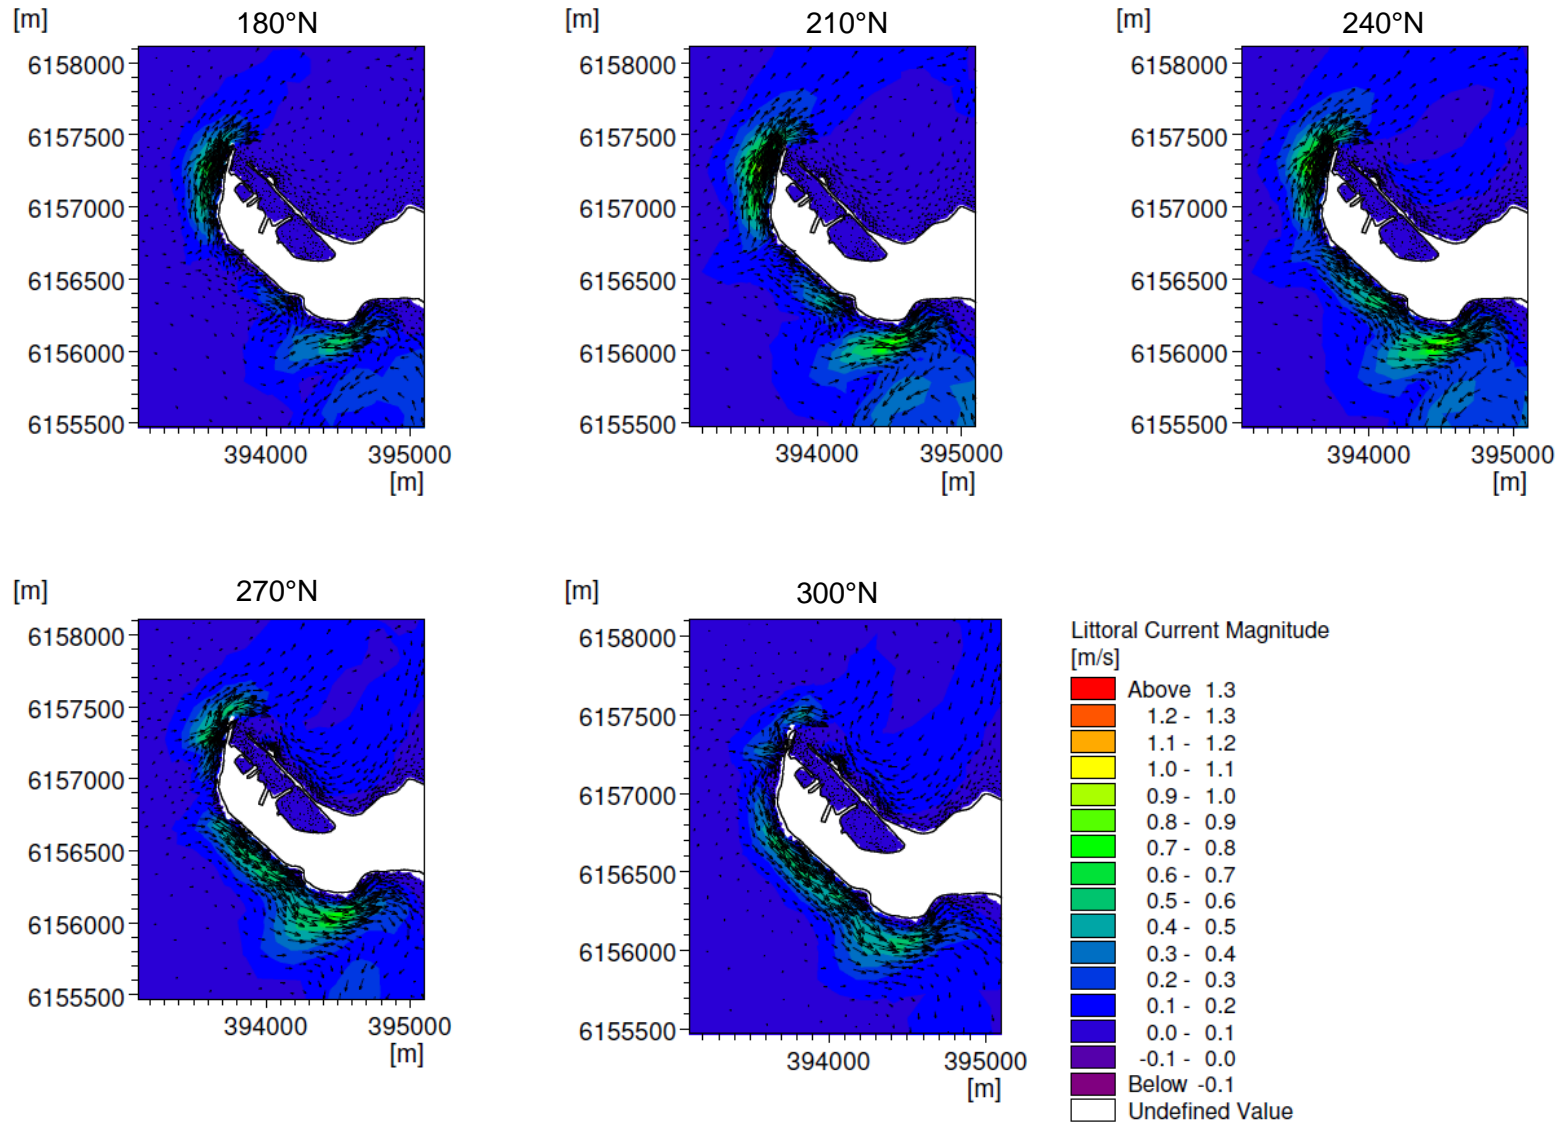 [m]
180°N
6158000
6157500
6157000
6156500
6156000
6155500
394000
395000
[m]
[m]
210°N
6158000
6157500
6157000
6156500
6156000
6155500
394000
395000
[m]
[m]
240°N
6158000
6157500
6157000
6156500
6156000
6155500
394000
395000
[m]
[m]
270°N
6158000
6157500
6157000
6156500
6156000
6155500
394000
395000
[m]
[m]
300°N
6158000
6157500
6157000
6156500
6156000
6155500
394000
395000
[m]
Littoral Current Magnitude
[m/s]
Above 1.3
1.2 - 1.3
1.1 - 1.2
1.0 - 1.1
0.9 - 1.0
0.8 - 0.9
0.7 - 0.8
0.6 - 0.7
0.5 - 0.6
0.4 - 0.5
0.3 - 0.4
0.2 - 0.3
0.1 - 0.2
0.0 - 0.1
-0.1 - 0.0
Below -0.1
Undefined Value